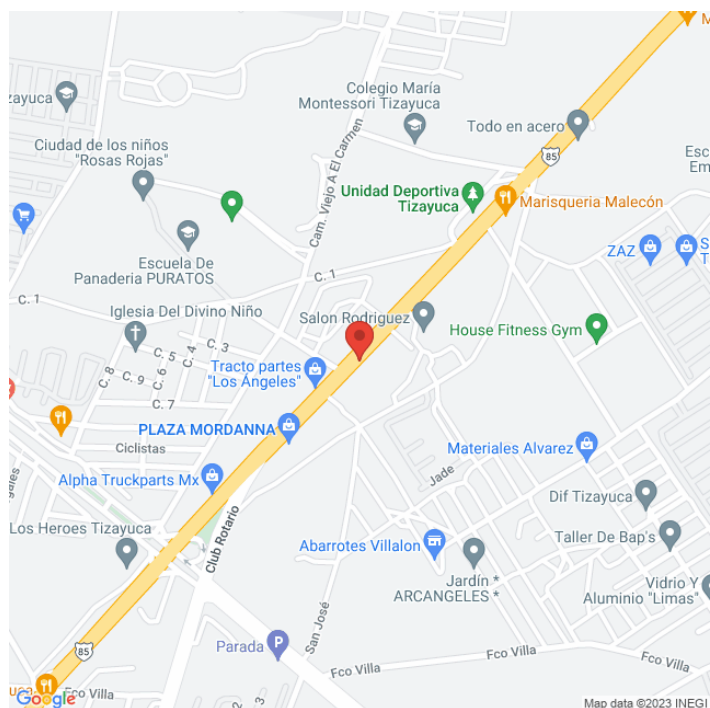 Colegio María
Montessori Tizayuca
Todo en acero
Ciudad de los niños
"Rosas Rojas"
Cam. Viejo A El Carmen
85
Unidad Deportiva
Tizayuca
Marisqueria Malecón
Escuela De
Panaderia PURATOS
ZAZ
C. 1
C. 1
Iglesia Del Divino Niño
Salon Rodriguez
House Fitness Gym
C. 3
C. 4
C. 5
C. 6
C. 8
C. 9
C. 7
Tracto partes
"Los Ángeles"
PLAZA MORDANNA
Ciclistas
Materiales Alvarez
Alpha Truckparts Mx
Jade
Dif Tizayuca
Los Heroes Tizayuca
Club Rotario
Abarrotes Villalon
Taller De Bap's
Jardín *
ARCANGELES *
Vidrio Y
Aluminio "Limas"
San José
Parada
85
Fco Villa
Fco Villa
Fco Villa
Google
Map data ©2023 INEGI